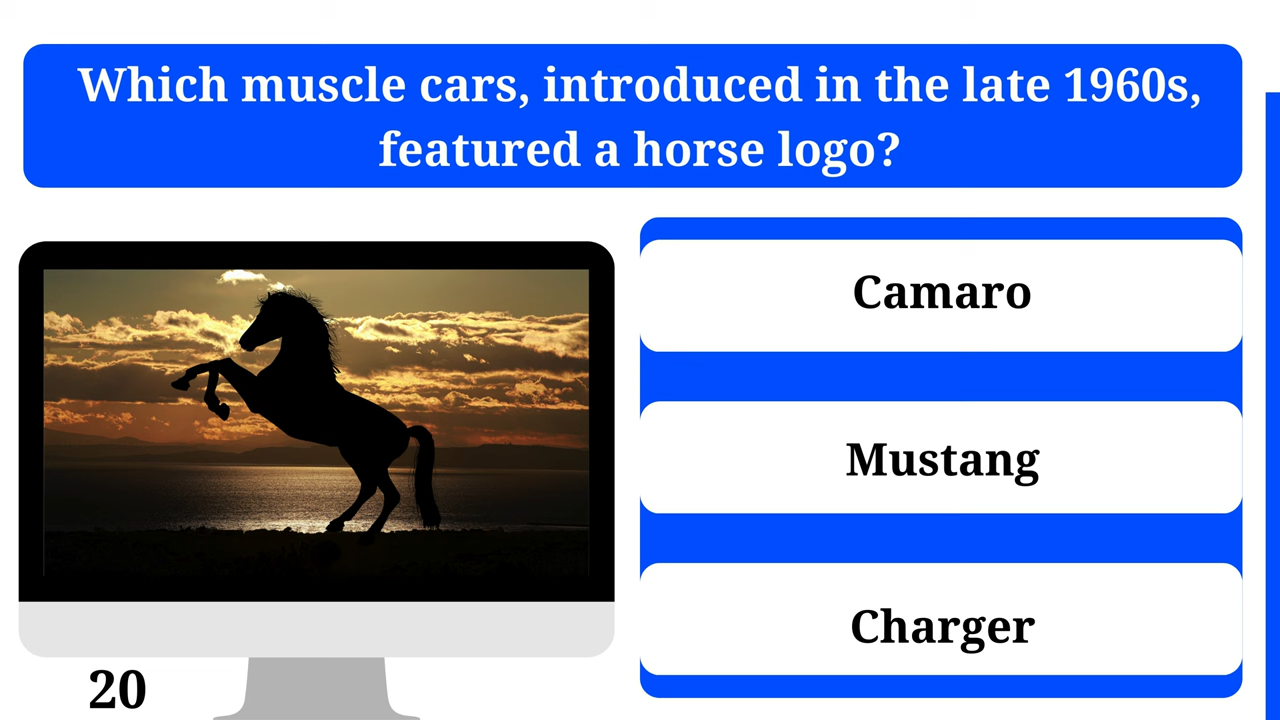 Which muscle cars, introduced in the late 1960s,
featured a horse logo?
Camaro
Mustang
Charger
20